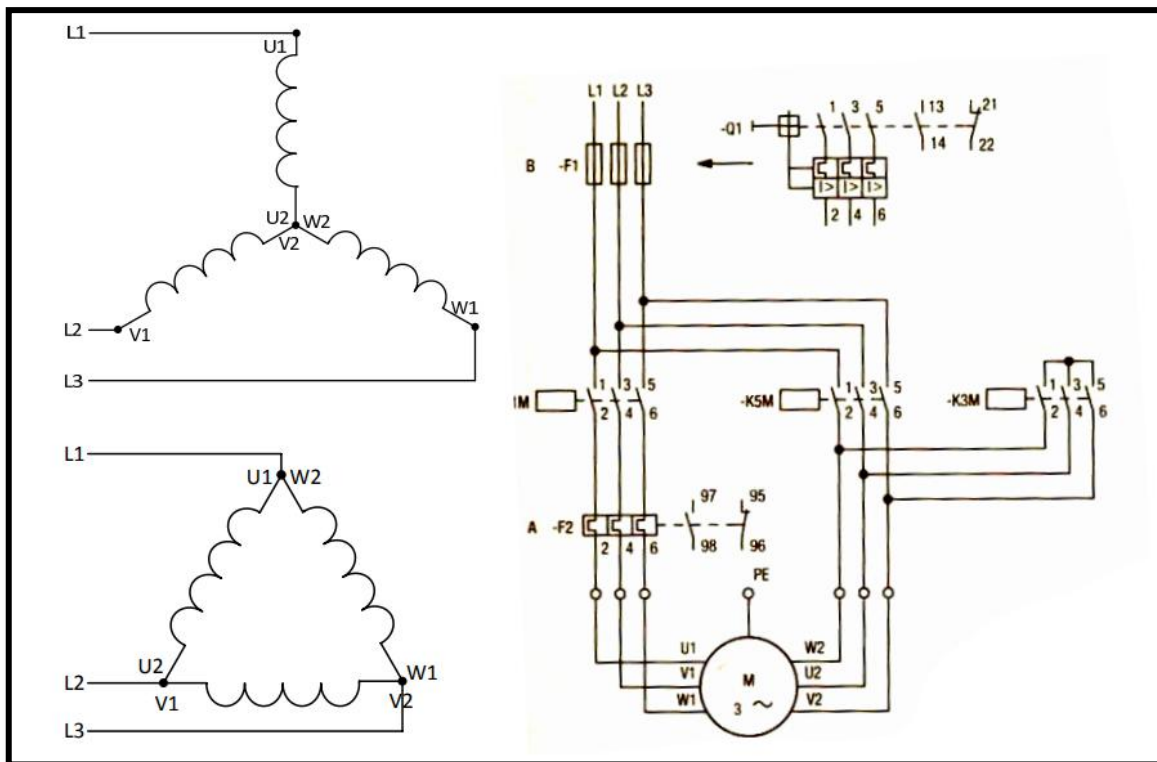 L1
U1
U2 W2
V2
L2
V1
W1
L3
L1
U1 W2
U2
W1
L2
V1
V2
L3
L1 L2 L3
B -F1
-Q1
1 3 5 13 21
14 22
I> I> I>
2 4 6
1 3 5
IM
2 4 6
1 3 5
-K5M
2 4 6
1 3 5
-K3M
2 4 6
97 95
A -F2
2 4 6 98 96
PE
U1 W2
V1 M U2
W1 3 ~ V2